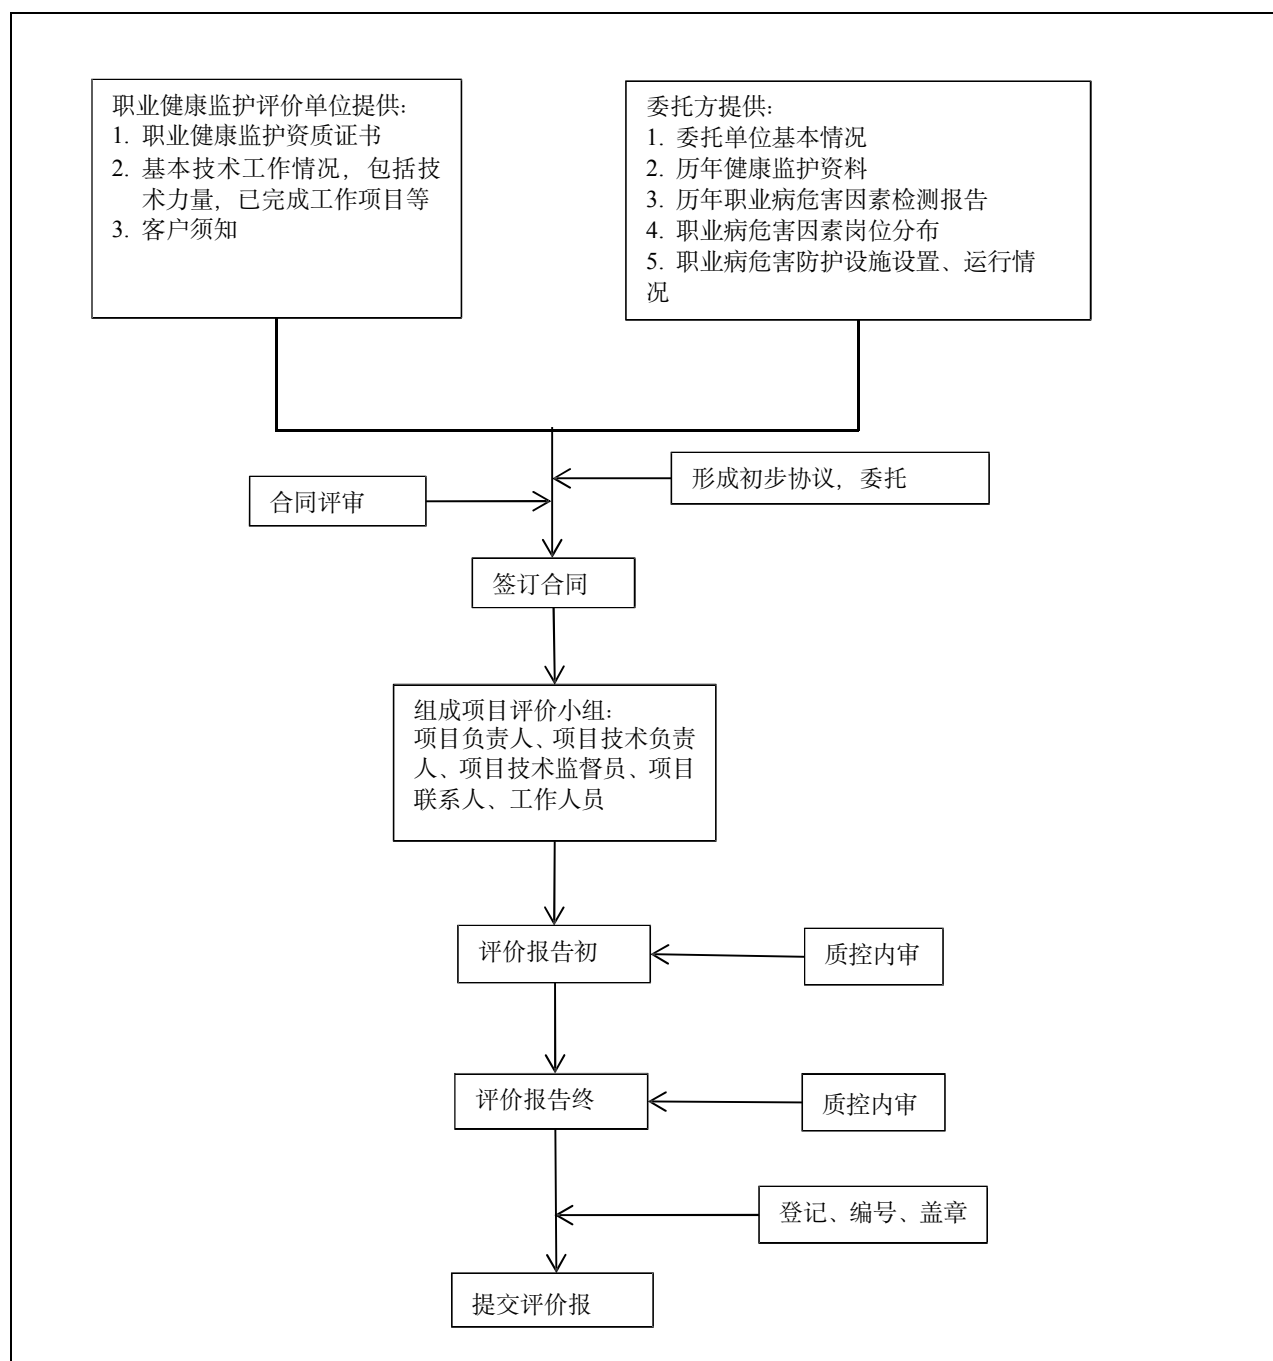 职业健康监护评价单位提供：
1. 职业健康监护资质证书
2. 基本技术工作情况，包括技
术力量，已完成工作项目等
3. 客户须知
委托方提供：
1. 委托单位基本情况
2. 历年健康监护资料
3. 历年职业病危害因素检测报告
4. 职业病危害因素岗位分布
5. 职业病危害防护设施设置、运行情
况
形成初步协议，委托
合同评审
签订合同
组成项目评价小组：
项目负责人、项目技术负责
人、项目技术监督员、项目
联系人、工作人员
评价报告初
质控内审
评价报告终
质控内审
登记、编号、盖章
提交评价报